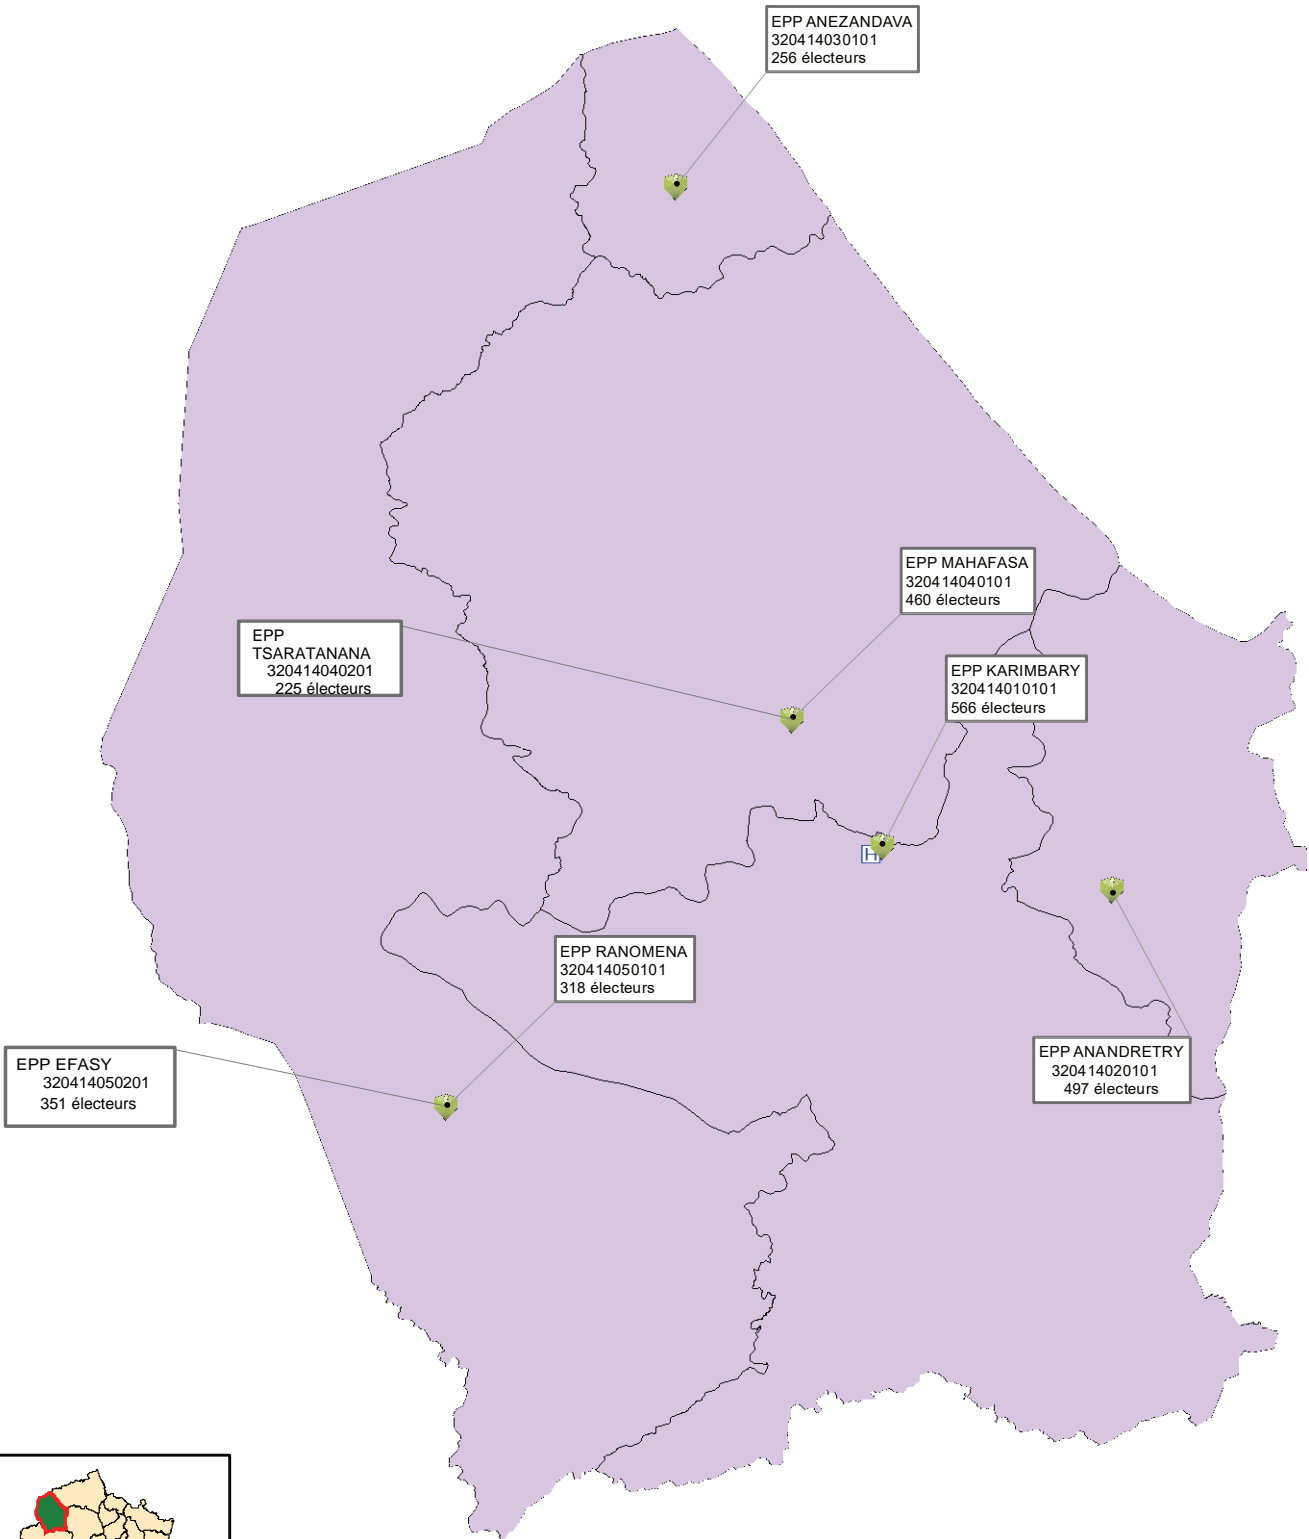 EPP ANEZANDAVA
320414030101
256 électeurs
EPP MAHAFASA
320414040101
460 électeurs
EPP
TSARATANANA
320414040201
225 électeurs
EPP KARIMBARY
320414010101
566 électeurs
H
EPP RANOMENA
320414050101
318 électeurs
EPP EFASY
320414050201
351 électeurs
EPP ANANDRETRY
320414020101
497 électeurs